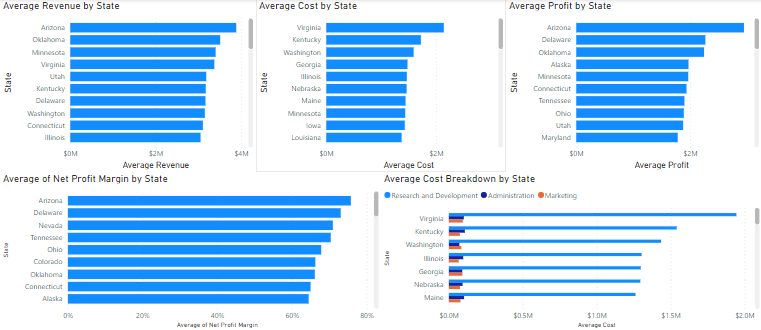 Average Revenue by State
State
Arizona
Oklahoma
Minnesota
Virginia
Utah
Kentucky
Delaware
Washington
Connecticut
Illinois
$0M $2M $4M
Average Revenue
Average Cost by State
State
Virginia
Kentucky
Washington
Georgia
Illinois
Nebraska
Maine
Minnesota
Iowa
Louisiana
$0M $2M
Average Cost
Average Profit by State
State
Arizona
Delaware
Oklahoma
Alaska
Minnesota
Connecticut
Tennessee
Ohio
Utah
Maryland
$0M $2M
Average Profit
Average of Net Profit Margin by State
State
Arizona
Delaware
Nevada
Tennessee
Ohio
Colorado
Oklahoma
Connecticut
Alaska
0% 20% 40% 60% 80%
Average of Net Profit Margin
Average Cost Breakdown by State
Research and Development Administration Marketing
State
Virginia
Kentucky
Washington
Illinois
Georgia
Nebraska
Maine
$0.0M $0.5M $1.0M $1.5M $2.0M
Average Cost